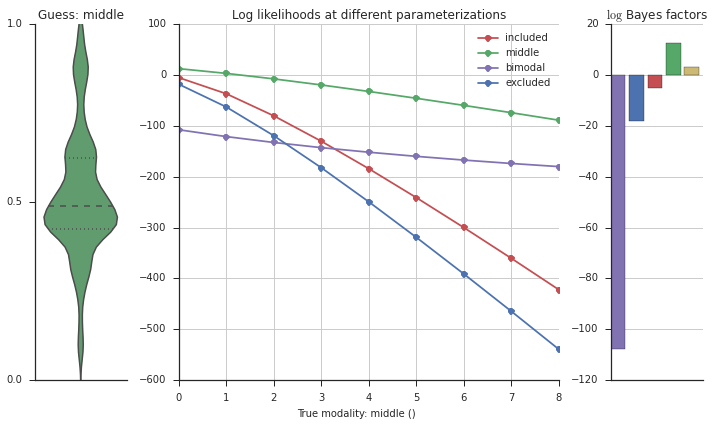 Guess: middle
1.0
0.5
0.0
Log likelihoods at different parameterizations
100
0
−100
−200
−300
−400
−500
−600
included
middle
bimodal
excluded
0 1 2 3 4 5 6 7 8
True modality: middle ()
log Bayes factors
20
0
−20
−40
−60
−80
−100
−120